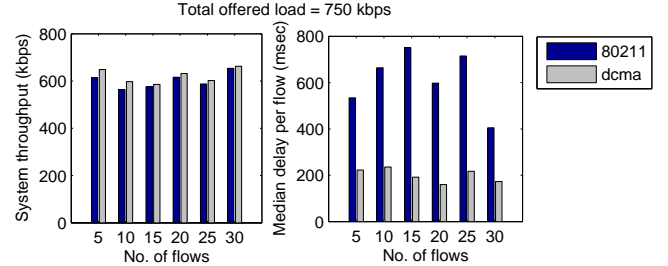 Total offered load = 750 kbps
System throughput (kbps)
800
600
400
200
0
5 10 15 20 25 30
No. of flows
Median delay per flow (msec)
800
600
400
200
0
5 10 15 20 25 30
No. of flows
80211
dcma